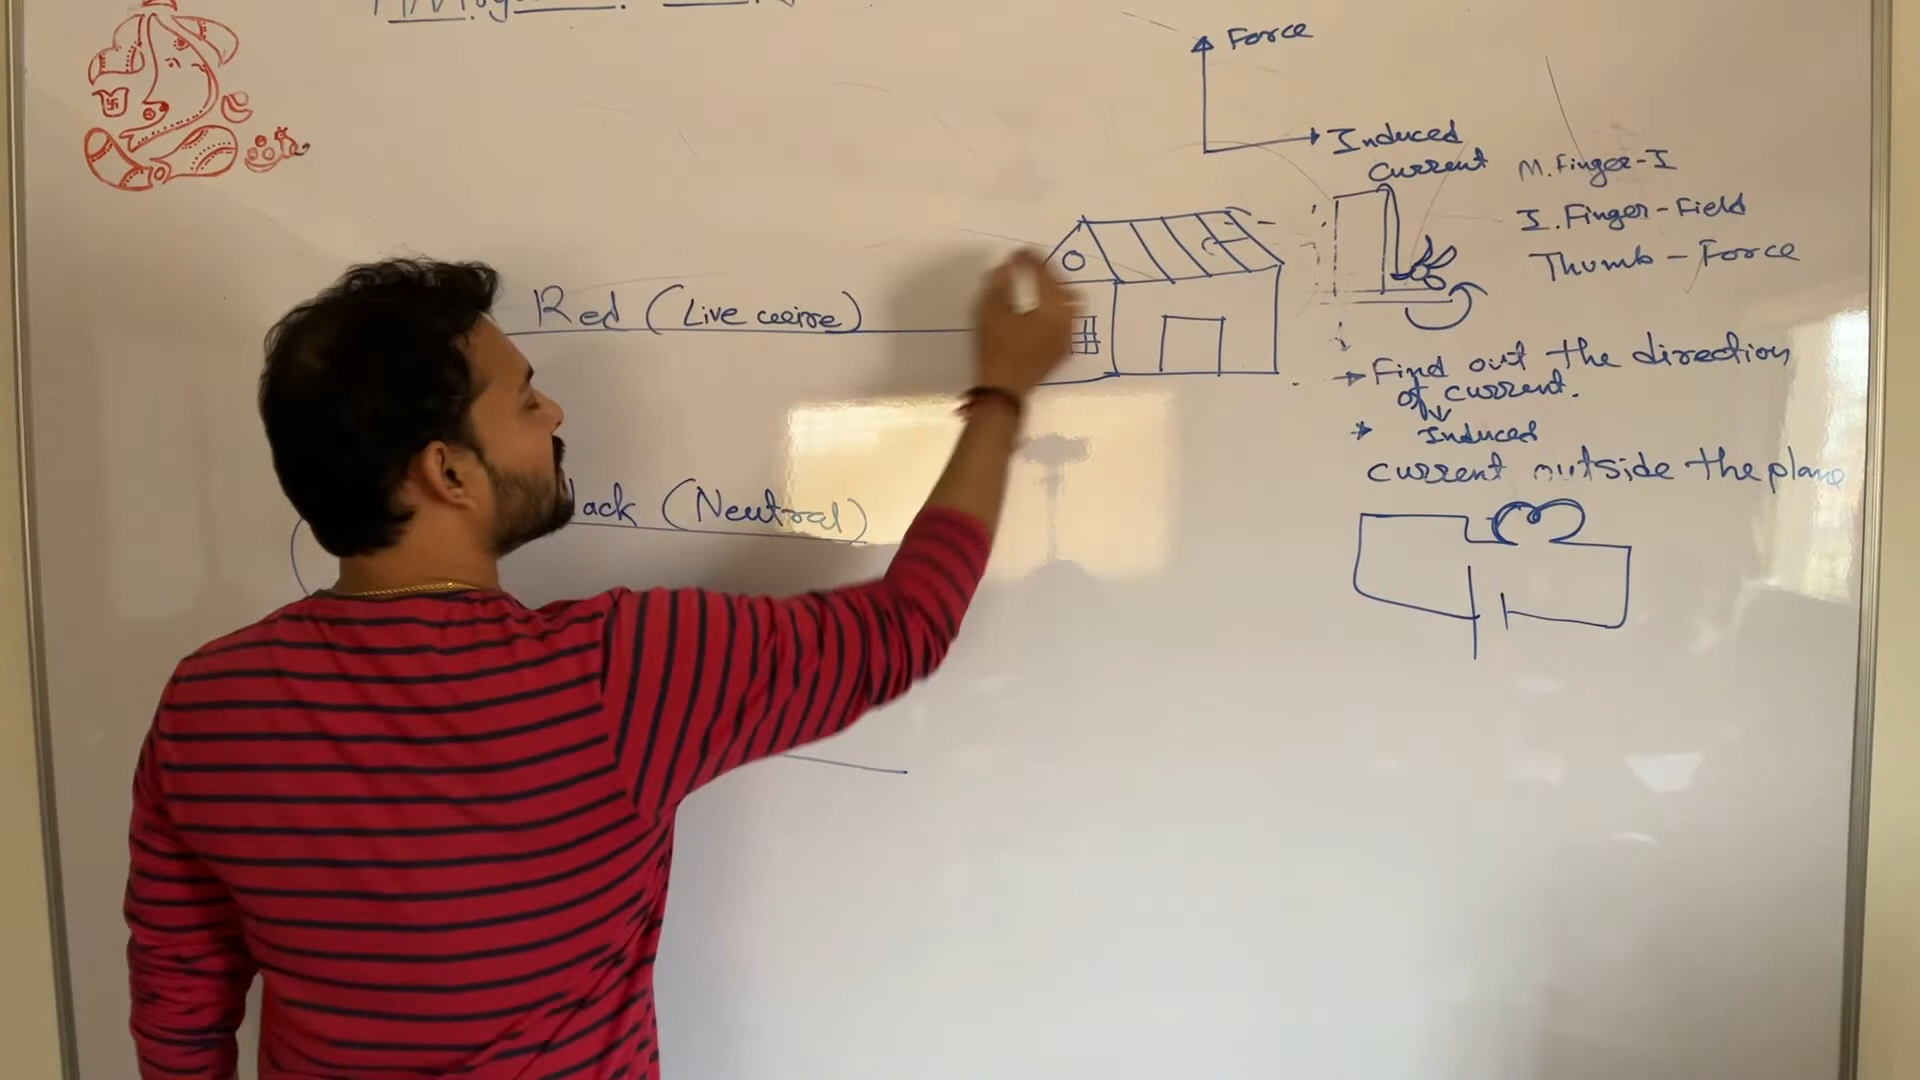 Force
Induced
Current
M. Finger-I
I. Finger-Field
Thumb - Force
Red (Live weire)
lack (Neutral)
→ Find out the direction
of current.
Induced
current outside the plane